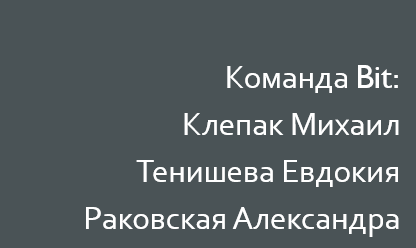 Команда Bit:
Клепак Михаил
Тенишева Евдокия
Раковская Александра